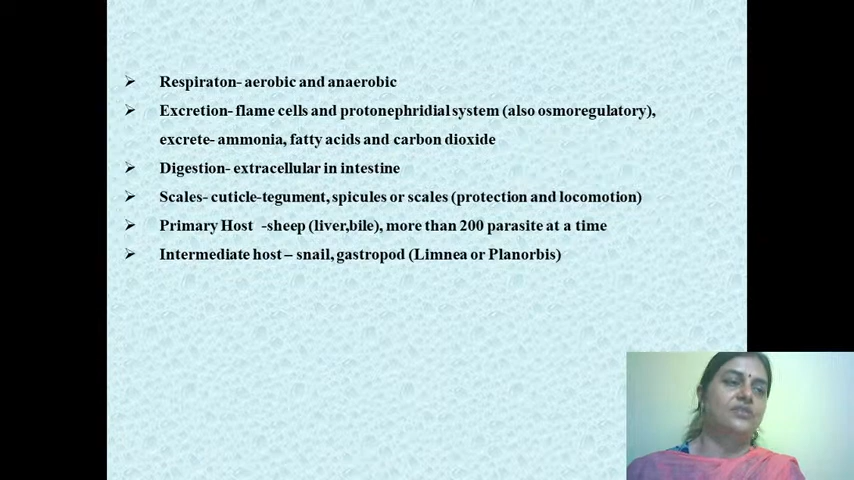 Respiraton- aerobic and anaerobic
Excretion- flame cells and protonephridial system (also osmoregulatory),
excrete- ammonia, fatty acids and carbon dioxide
Digestion- extracellular in intestine
Scales- cuticle-tegument, spicules or scales (protection and locomotion)
Primary Host -sheep (liver,bile), more than 200 parasite at a time
Intermediate host – snail, gastropod (Limnea or Planorbis)